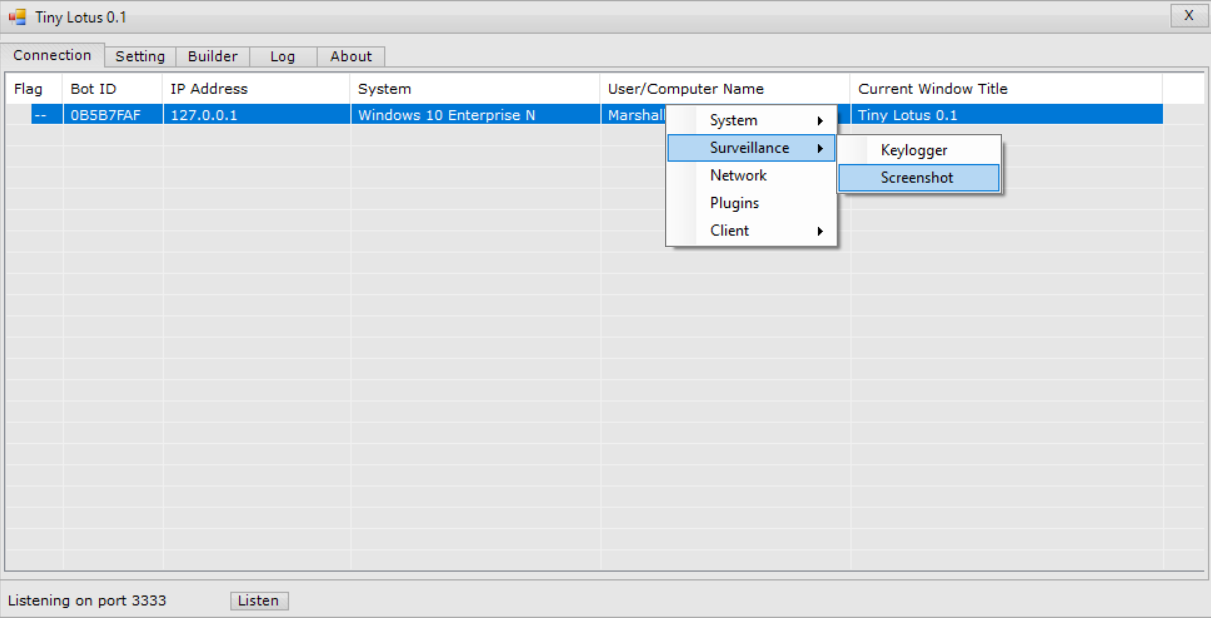 Tiny Lotus 0.1 X
Connection Setting Builder Log About
Flag Bot ID IP Address System User/Computer Name Current Window Title
-- 0B5B7FAF 127.0.0.1 Windows 10 Enterprise N Tiny Lotus 0.1
System
Surveillance
Network
Plugins
Client
Keylogger
Screenshot
Listening on port 3333 Listen